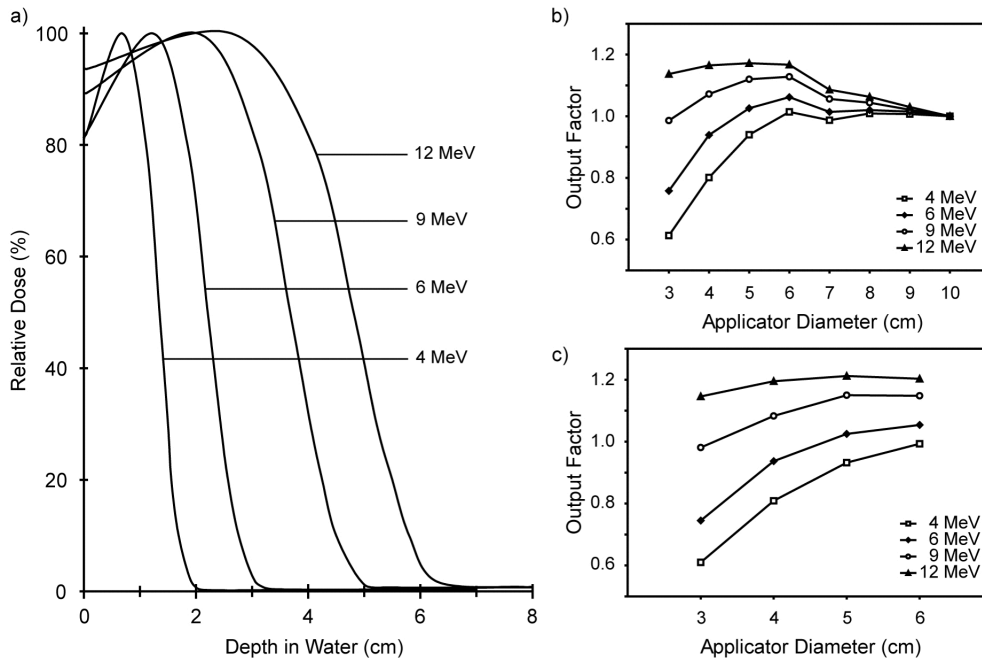 a)
Relative Dose (%)
100
80
60
40
20
0
0 2 4 6 8
Depth in Water (cm)
12 MeV
9 MeV
6 MeV
4 MeV
b)
Output Factor
1.2
1.0
0.8
0.6
4 MeV
6 MeV
9 MeV
12 MeV
3 4 5 6 7 8 9 10
Applicator Diameter (cm)
c)
Output Factor
1.2
1.0
0.8
0.6
4 MeV
6 MeV
9 MeV
12 MeV
3 4 5 6
Applicator Diameter (cm)